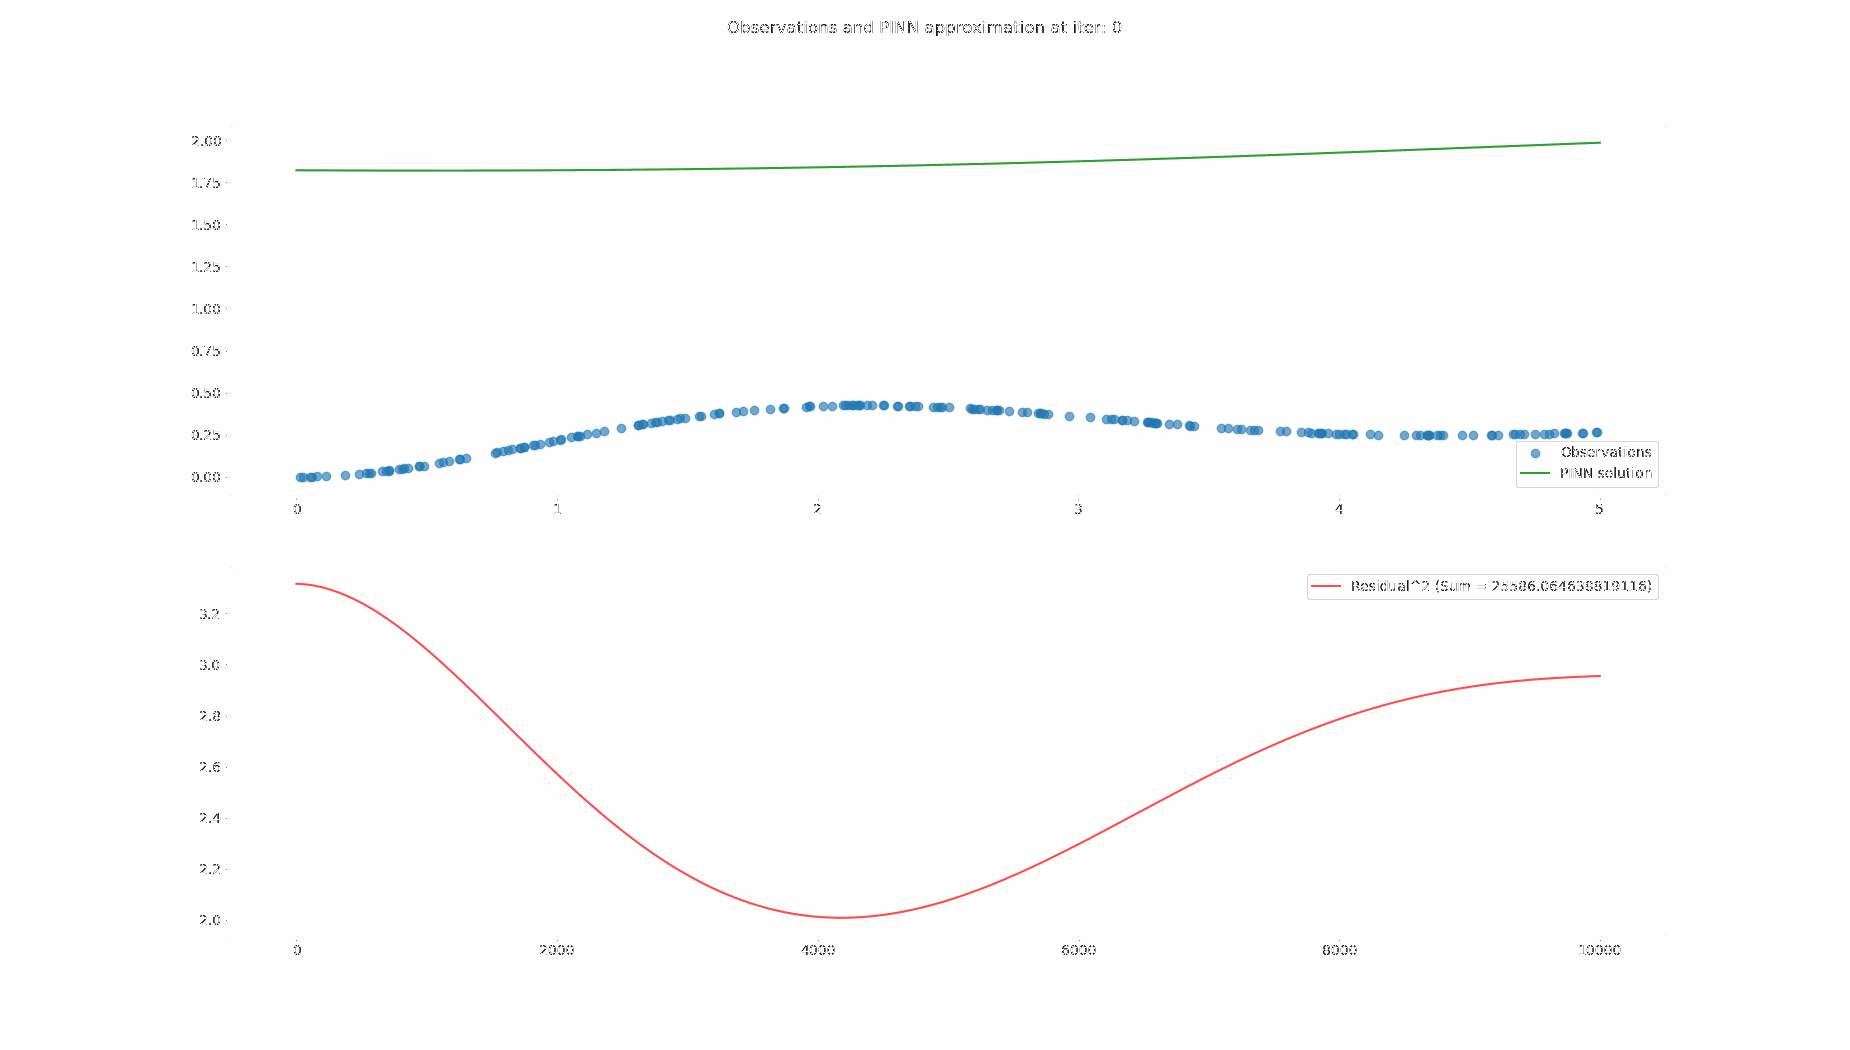 Observations and PINN approximation at iter: 0
2.00
1.75
1.50
1.25
1.00
0.75
0.50
0.25
0.00
Observations
PINN solution
0 1 2 3 4 5
Residual^2 (Sum = 25586.064638819116)
3.2
3.0
2.8
2.6
2.4
2.2
2.0
0 2000 4000 6000 8000 10000